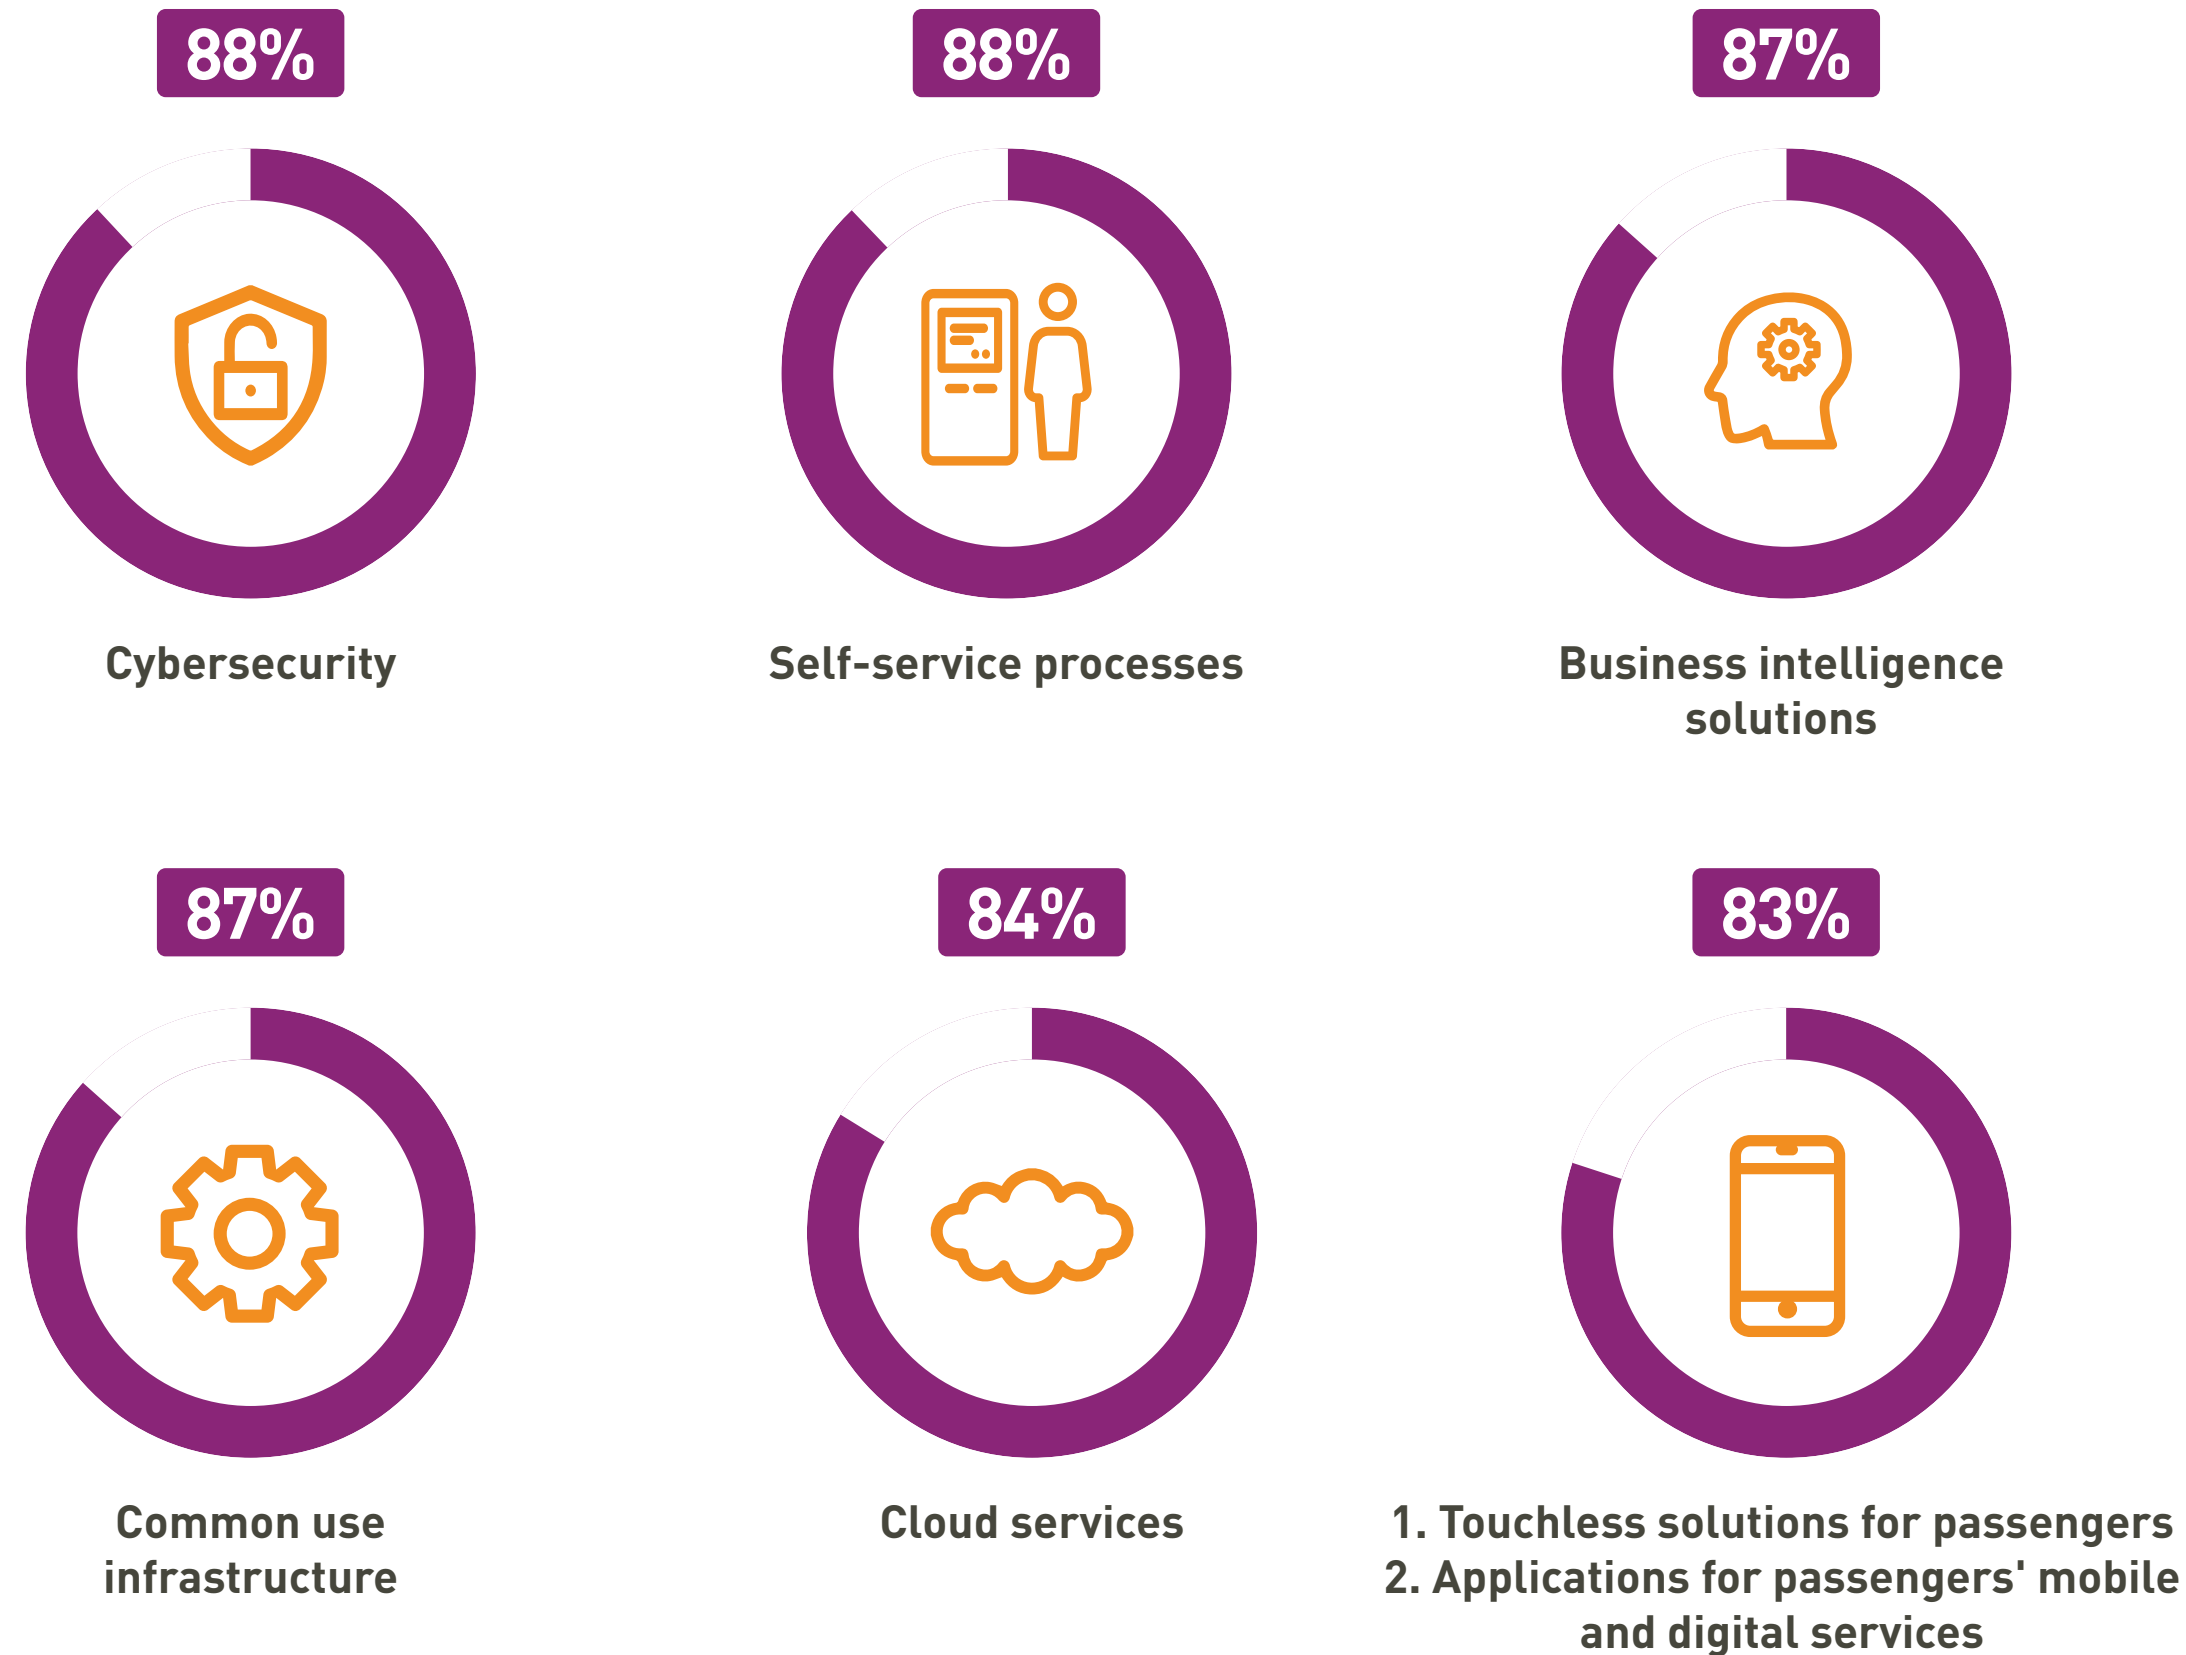 88%
88%
87%
Cybersecurity
Self-service processes
Business intelligence
solutions
87%
84%
83%
Common use
infrastructure
Cloud services
1. Touchless solutions for passengers
2. Applications for passengers' mobile
and digital services